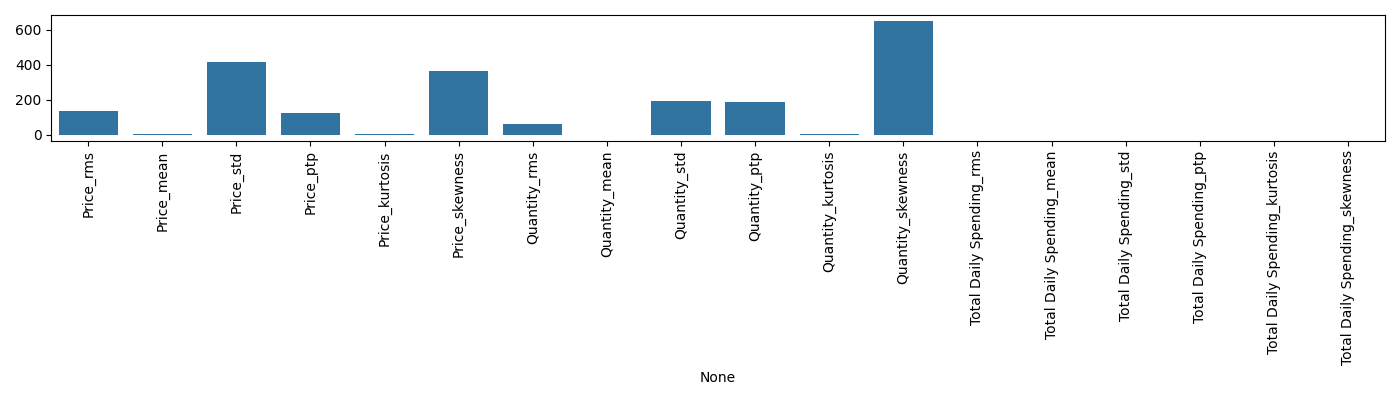 600
400
200
0
Price_rms
Price_mean
Price_std
Price_ptp
Price_kurtosis
Price_skewness
Quantity_rms
Quantity_mean
Quantity_std
Quantity_ptp
Quantity_kurtosis
Quantity_skewness
Total Daily Spending_rms
Total Daily Spending_mean
Total Daily Spending_std
Total Daily Spending_ptp
Total Daily Spending_kurtosis
Total Daily Spending_skewness
None